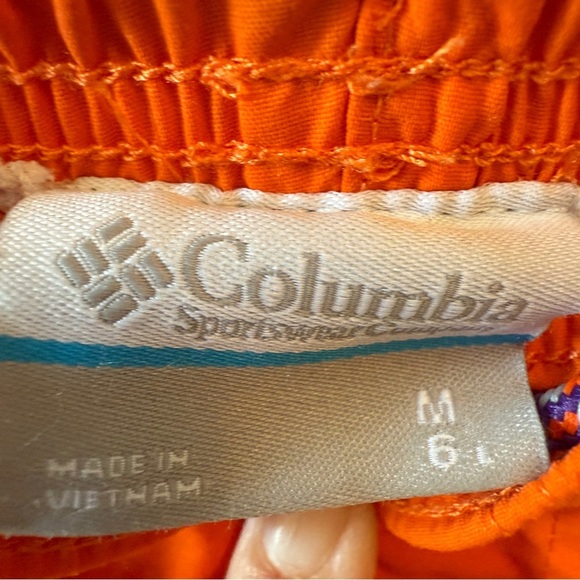 Columbia
Sportswear Company
M
6 L
MADE IN
VIETNAM